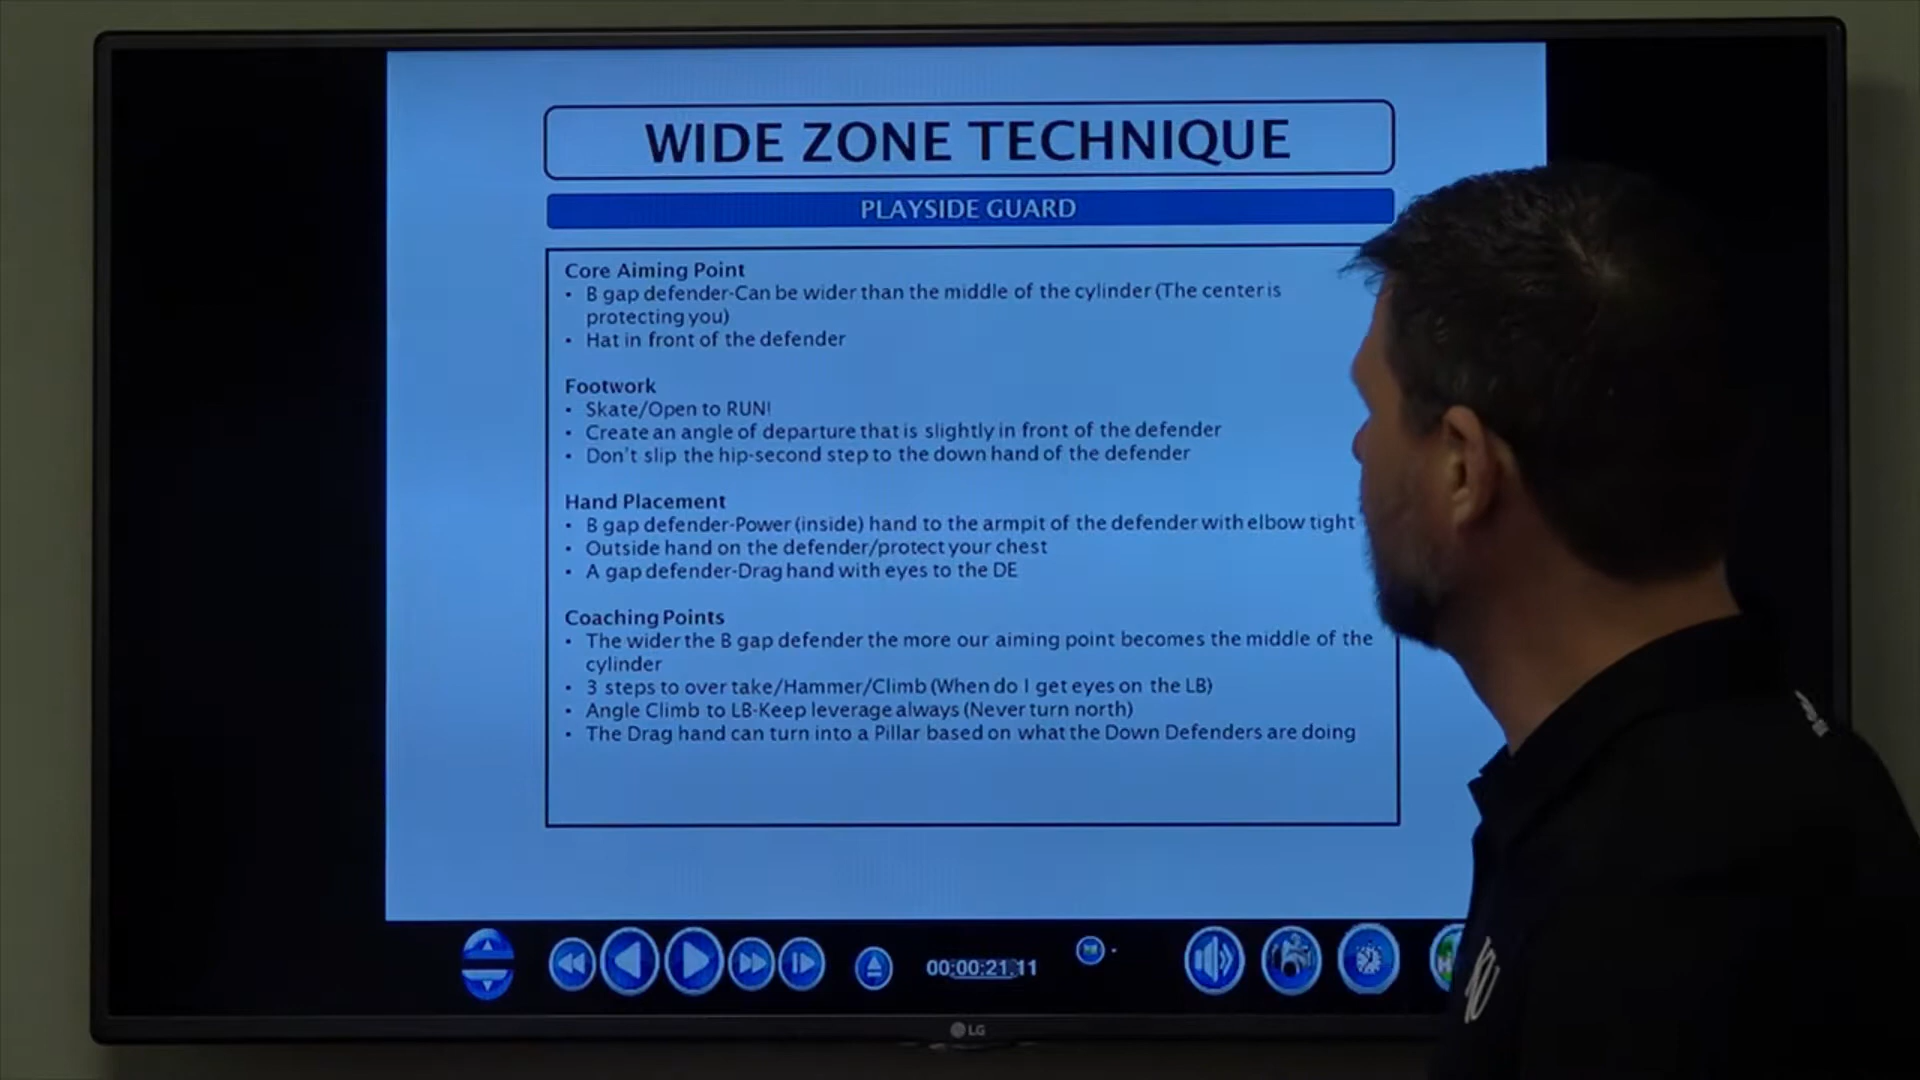 WIDE ZONE TECHNIQUE
PLAYSIDE GUARD
Core Aiming Point
• B gap defender-Can be wider than the middle of the cylinder (The center is
protecting you)
• Hat in front of the defender
Footwork
• Skate/Open to RUN!
• Create an angle of departure that is slightly in front of the defender
• Don't slip the hip-second step to the down hand of the defender
Hand Placement
• B gap defender-Power (inside) hand to the armpit of the defender with elbow tight
• Outside hand on the defender/protect your chest
• A gap defender-Drag hand with eyes to the DE
Coaching Points
• The wider the B gap defender the more our aiming point becomes the middle of the
cylinder
• 3 steps to over take/Hammer/Climb (When do I get eyes on the LB)
• Angle Climb to LB-Keep leverage always (Never turn north)
• The Drag hand can turn into a Pillar based on what the Down Defenders are doing
00:00:21.11
LG